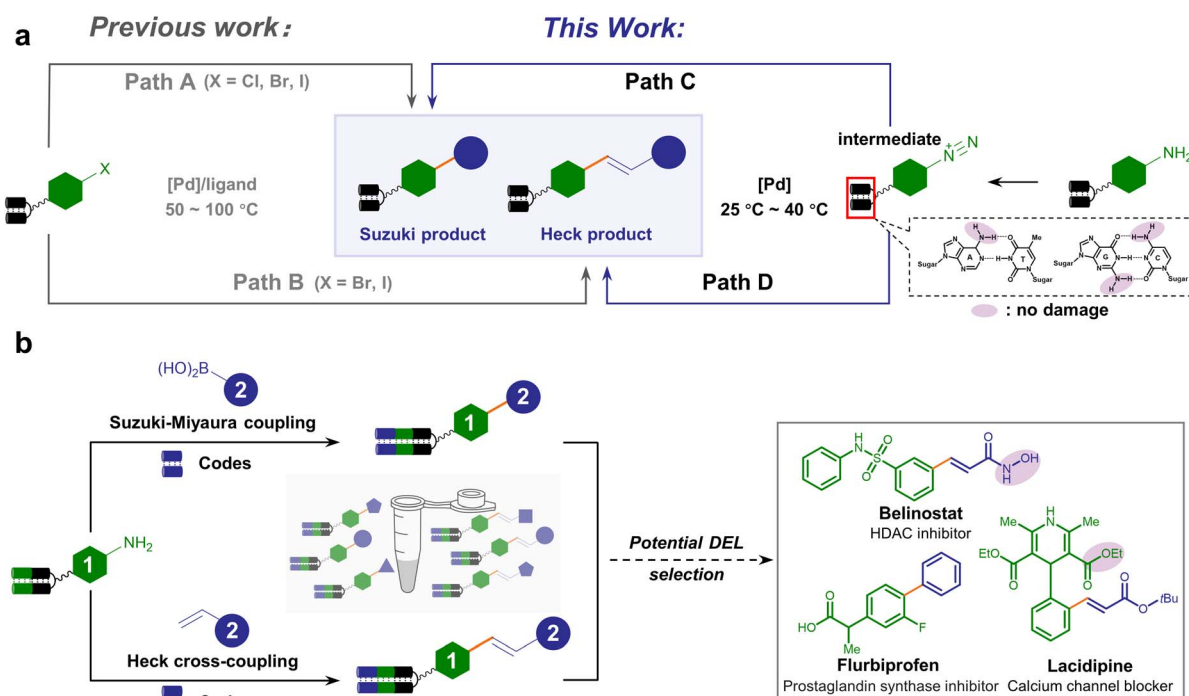 a
Previous work:
This Work:
Path A (X = Cl, Br, I)
Path C
X
[Pd]/ligand
50 ~ 100 °C
Suzuki product
Heck product
[Pd]
25 °C ~ 40 °C
intermediate
N
+
N
NH2
Path B (X = Br, I)
Path D
N
N
N
N
A
Sugar
H
N
H
O
Me
H
N
T
N
O
Sugar
N
N
O
H
H
N
G
N
N
H
N
C
Sugar
N
H
H
O
Sugar
: no damage
b
(HO)2B
2
Suzuki-Miyaura coupling
Codes
1
2
1
NH2
2
Heck cross-coupling
1
2
Potential DEL
selection
H
N
S
O
O
O
N
H
OH
Belinostat
HDAC inhibitor
H
N
Me
Me
EtO
OEt
O
O
O
O
tBu
O
HO
Me
F
Flurbiprofen
Prostaglandin synthase inhibitor
Lacidipine
Calcium channel blocker